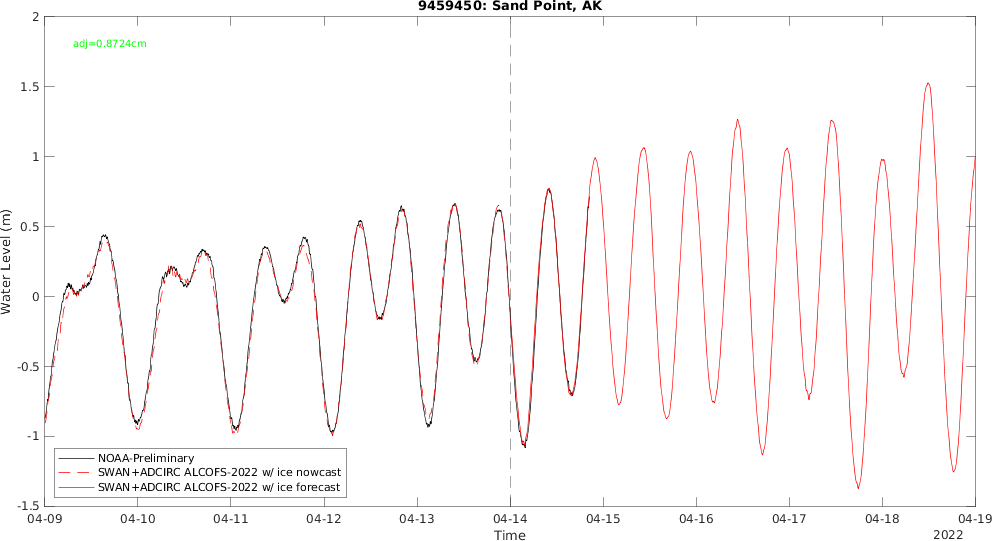 9459450: Sand Point, AK
adj=0.8724cm
Water Level (m)
2
1.5
1
0.5
0
-0.5
-1
-1.5
NOAA-Preliminary
SWAN+ADCIRC ALCOFS-2022 w/ ice nowcast
SWAN+ADCIRC ALCOFS-2022 w/ ice forecast
04-09 04-10 04-11 04-12 04-13 04-14 04-15 04-16 04-17 04-18 04-19
Time
2022